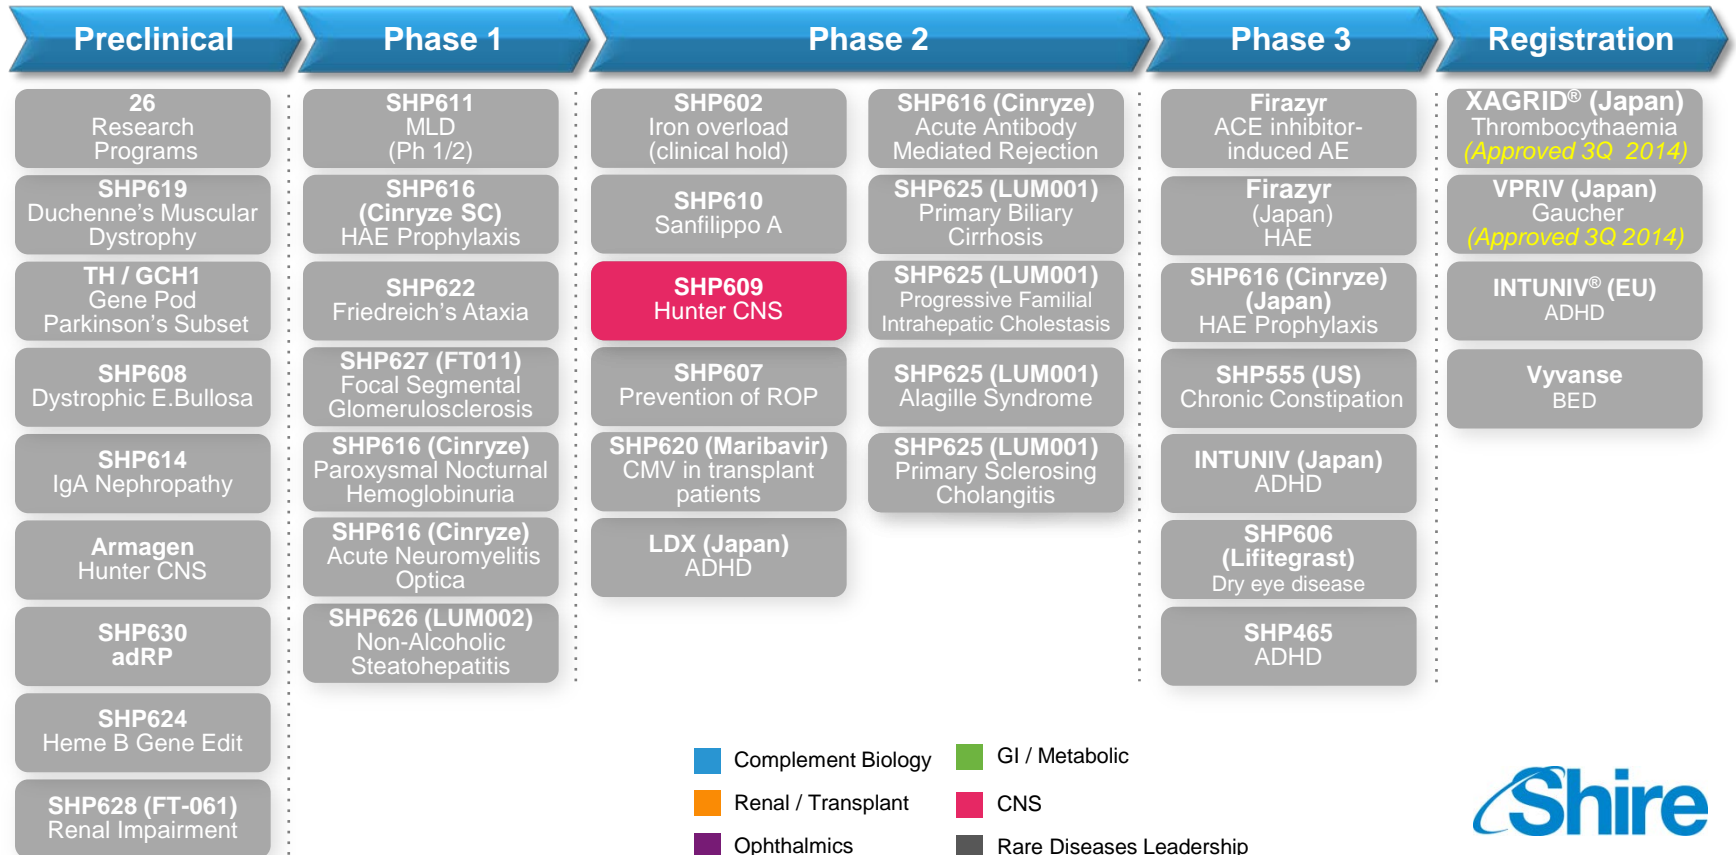 Preclinical
Phase 1
Phase 2
Phase 3
Registration
26
Research
Programs
SHP619
Duchenne's Muscular
Dystrophy
TH / GCH1
Gene Pod
Parkinson's Subset
SHP608
Dystrophic E.Bullosa
SHP614
IgA Nephropathy
Armagen
Hunter CNS
SHP630
adRP
SHP624
Heme B Gene Edit
SHP628 (FT-061)
Renal Impairment
SHP611
MLD
(Ph 1/2)
SHP616
(Cinryze SC)
HAE Prophylaxis
SHP622
Friedreich's Ataxia
SHP627 (FT011)
Focal Segmental
Glomerulosclerosis
SHP616 (Cinryze)
Paroxysmal Nocturnal
Hemoglobinuria
SHP616 (Cinryze)
Acute Neuromyelitis
Optica
SHP626 (LUM002)
Non-Alcoholic
Steatohepatitis
SHP602
Iron overload
(clinical hold)
SHP610
Sanfilippo A
SHP609
Hunter CNS
SHP607
Prevention of ROP
SHP620 (Maribavir)
CMV in transplant
patients
LDX (Japan)
ADHD
SHP616 (Cinryze)
Acute Antibody
Mediated Rejection
SHP625 (LUM001)
Primary Biliary
Cirrhosis
SHP625 (LUM001)
Progressive Familial
Intrahepatic Cholestasis
SHP625 (LUM001)
Alagille Syndrome
SHP625 (LUM001)
Primary Sclerosing
Cholangitis
Firazyr
ACE inhibitor-
induced AE
Firazyr
(Japan)
HAE
SHP616 (Cinryze)
(Japan)
HAE Prophylaxis
SHP555 (US)
Chronic Constipation
INTUNIV (Japan)
ADHD
SHP606
(Lifitegrast)
Dry eye disease
SHP465
ADHD
XAGRID® (Japan)
Thrombocythaemia
(Approved 3Q 2014)
VPRIV (Japan)
Gaucher
(Approved 3Q 2014)
INTUNIV® (EU)
ADHD
Vyvanse
BED
Complement Biology
GI / Metabolic
Renal / Transplant
CNS
Ophthalmics
Rare Diseases Leadership
Shire